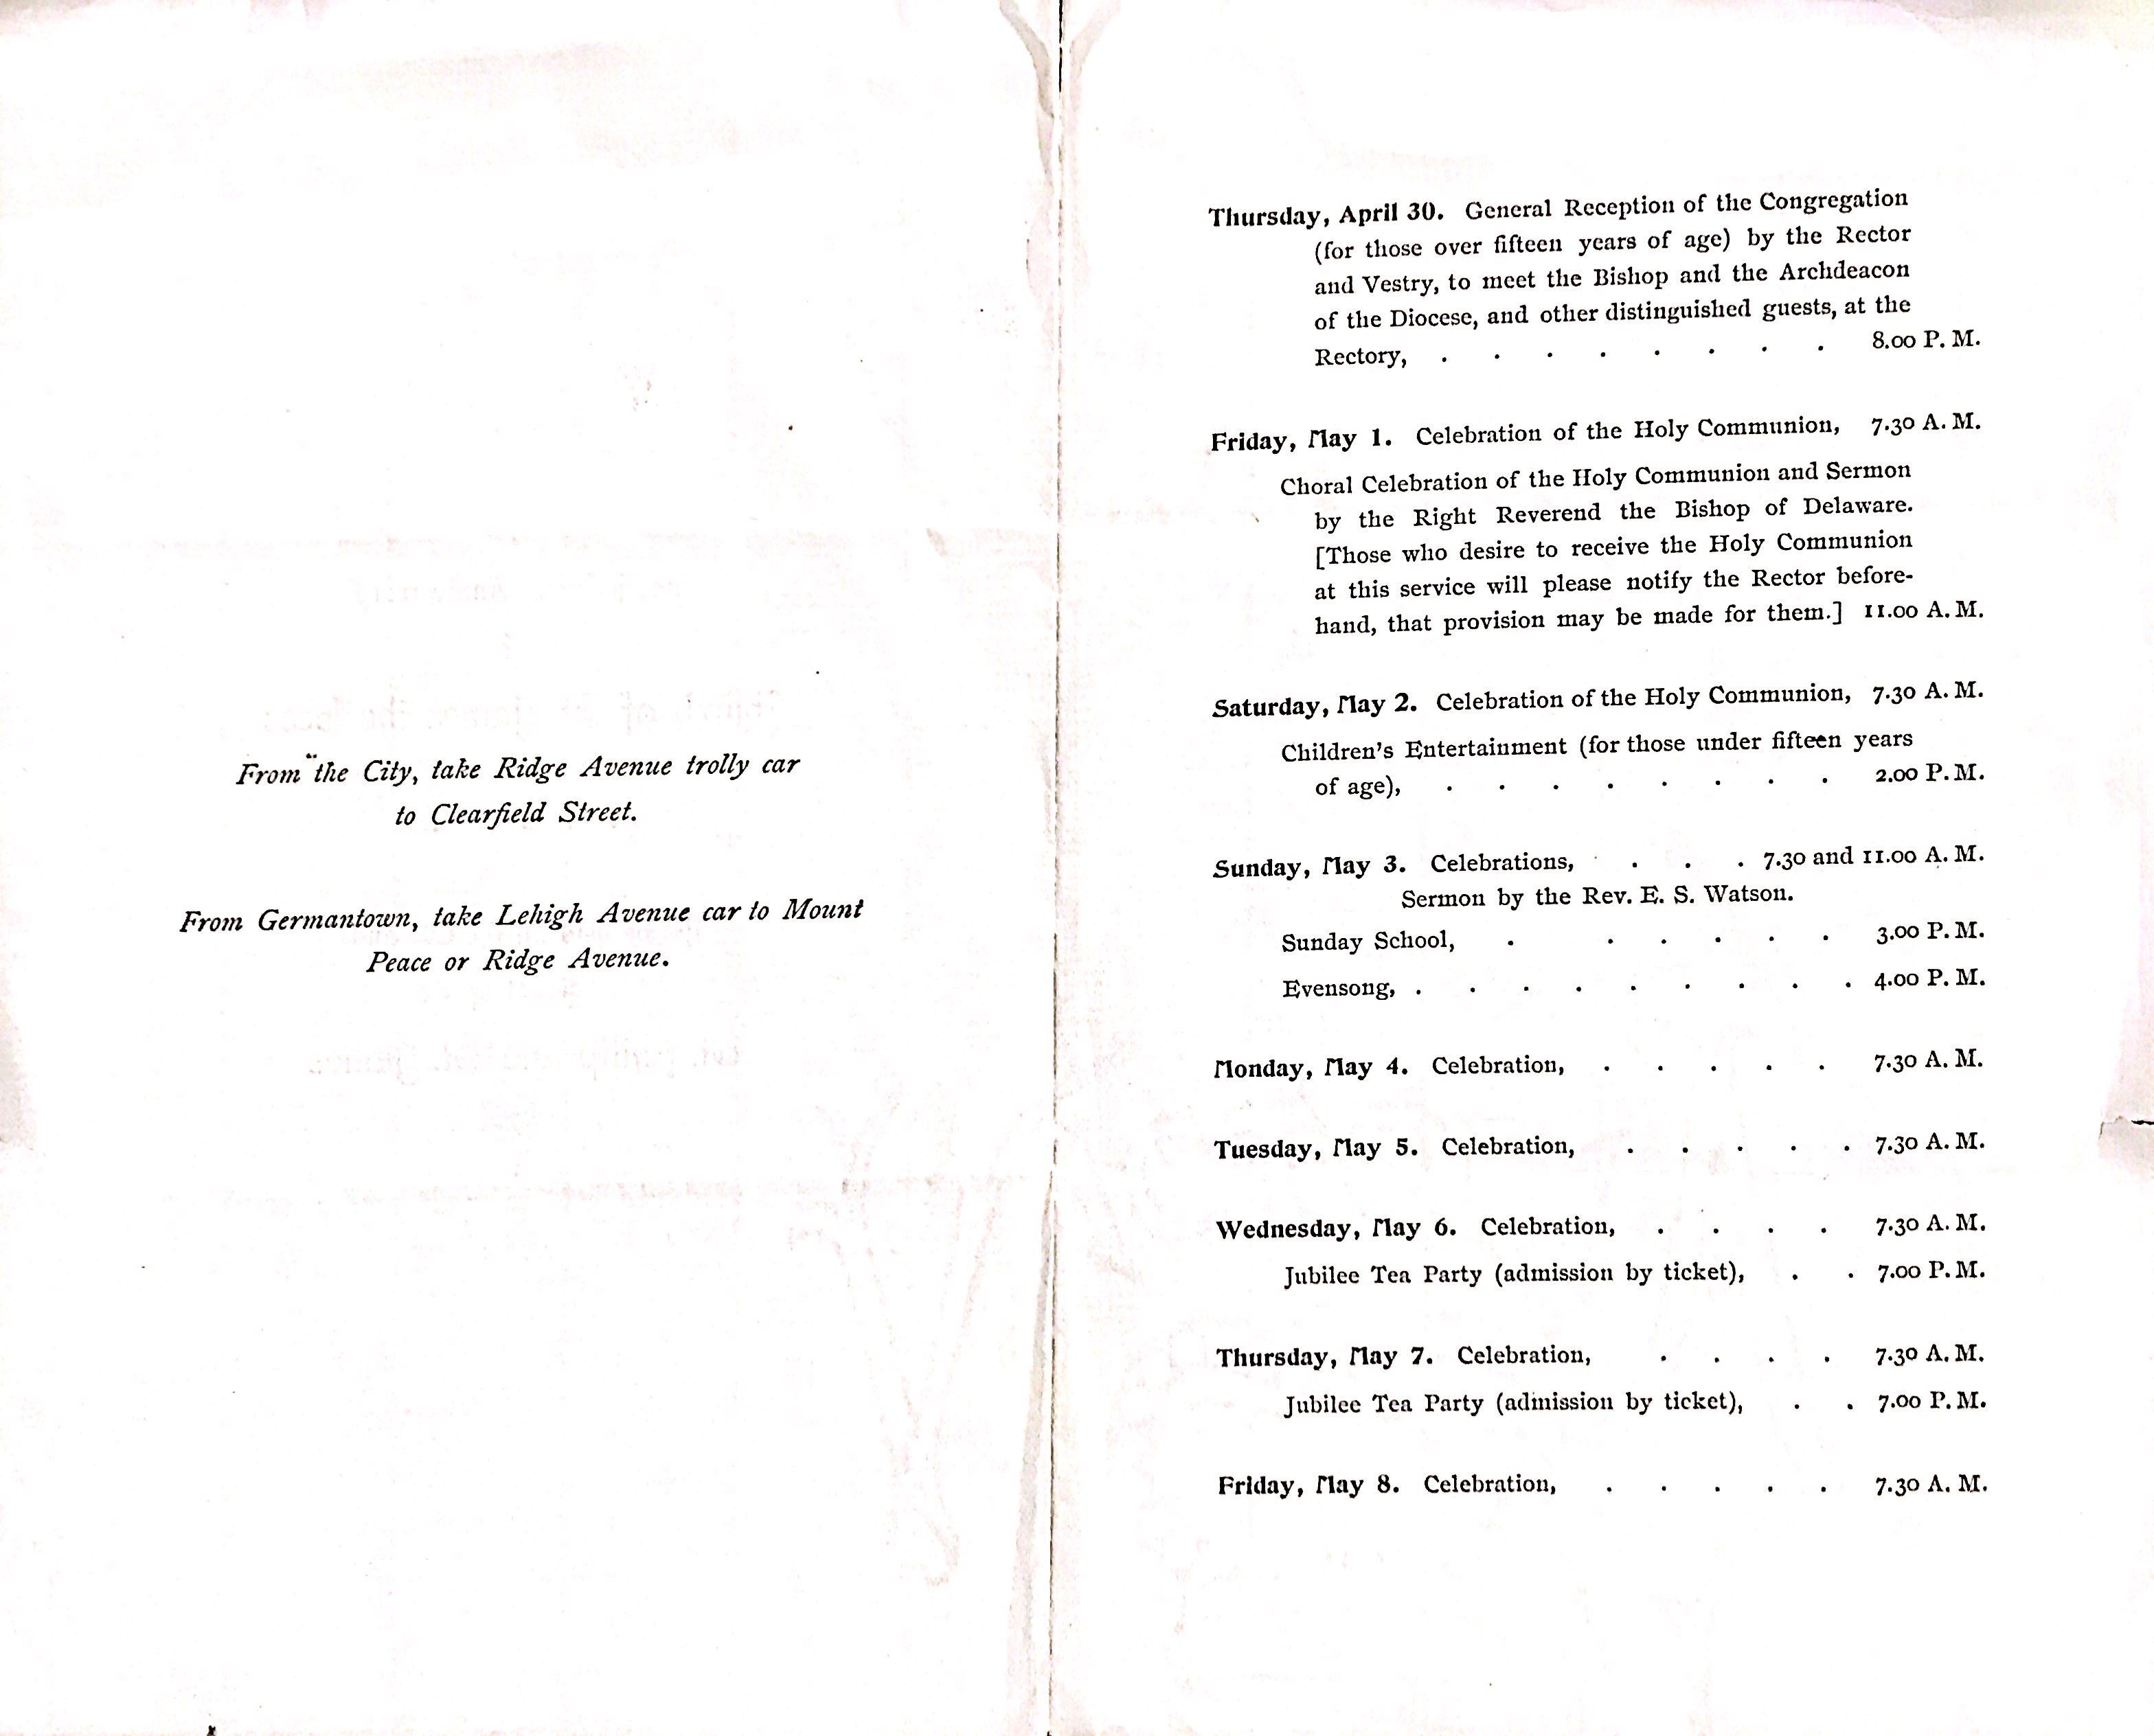 From the City, take Ridge Avenue trolly car
to Clearfield Street.
From Germantown, take Lehigh Avenue car to Mount
Peace or Ridge Avenue.
Thursday, April 30. General Reception of the Congregation
(for those over fifteen years of age) by the Rector
and Vestry, to meet the Bishop and the Archdeacon
of the Diocese, and other distinguished guests, at the
Rectory, . . . . . . . . 8.00 P. M.
Friday, May 1. Celebration of the Holy Communion, 7.30 A. M.
Choral Celebration of the Holy Communion and Sermon
by the Right Reverend the Bishop of Delaware.
[Those who desire to receive the Holy Communion
at this service will please notify the Rector before-
hand, that provision may be made for them.] 11.00 A. M.
Saturday, May 2. Celebration of the Holy Communion, 7.30 A. M.
Children's Entertainment (for those under fifteen years
of age), . . . . . . . . 2.00 P. M.
Sunday, May 3. Celebrations, . . . 7.30 and 11.00 A. M.
Sermon by the Rev. E. S. Watson.
Sunday School, . . . . . . 3.00 P. M.
Evensong, . . . . . . . . . 4.00 P. M.
Monday, May 4. Celebration, . . . . . 7.30 A. M.
Tuesday, May 5. Celebration, . . . . . 7.30 A. M.
Wednesday, May 6. Celebration, . . . . 7.30 A. M.
Jubilee Tea Party (admission by ticket), . . 7.00 P. M.
Thursday, May 7. Celebration, . . . . 7.30 A. M.
Jubilee Tea Party (admission by ticket), . . 7.00 P. M.
Friday, May 8. Celebration, . . . . . 7.30 A. M.